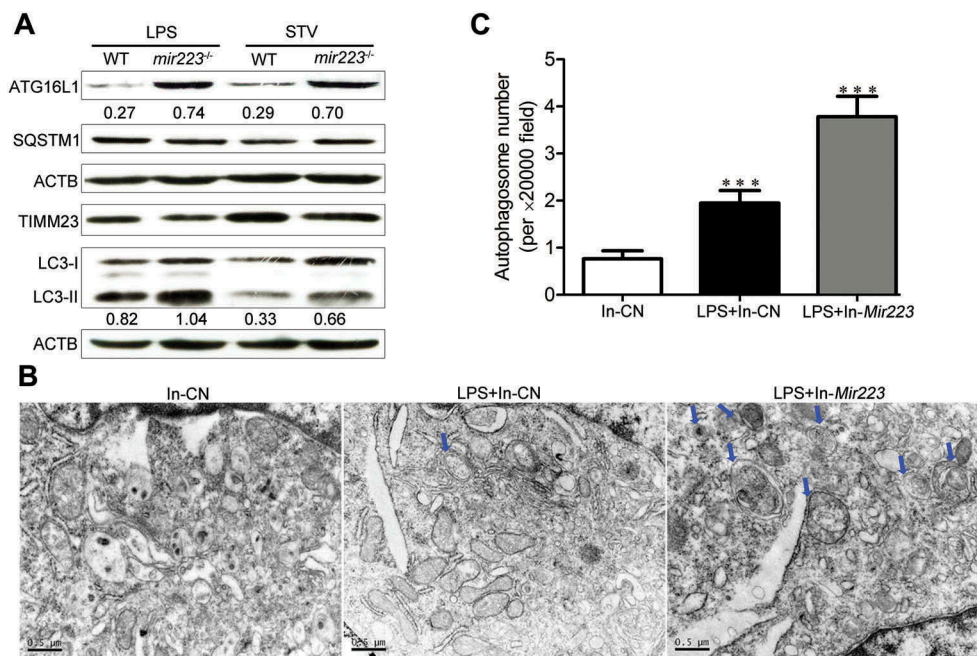 A
LPS STV
WT mir223-/- WT mir223-/-
ATG16L1
0.27 0.74 0.29 0.70
SQSTM1
ACTB
TIMM23
LC3-I
LC3-II
0.82 1.04 0.33 0.66
ACTB
C
Autophagosome number
(per ×20000 field)
5
4
3
2
1
0
***
***
In-CN LPS+In-CN LPS+In-Mir223
B
In-CN LPS+In-CN LPS+In-Mir223
0.5 µm 0.5 µm 0.5 µm